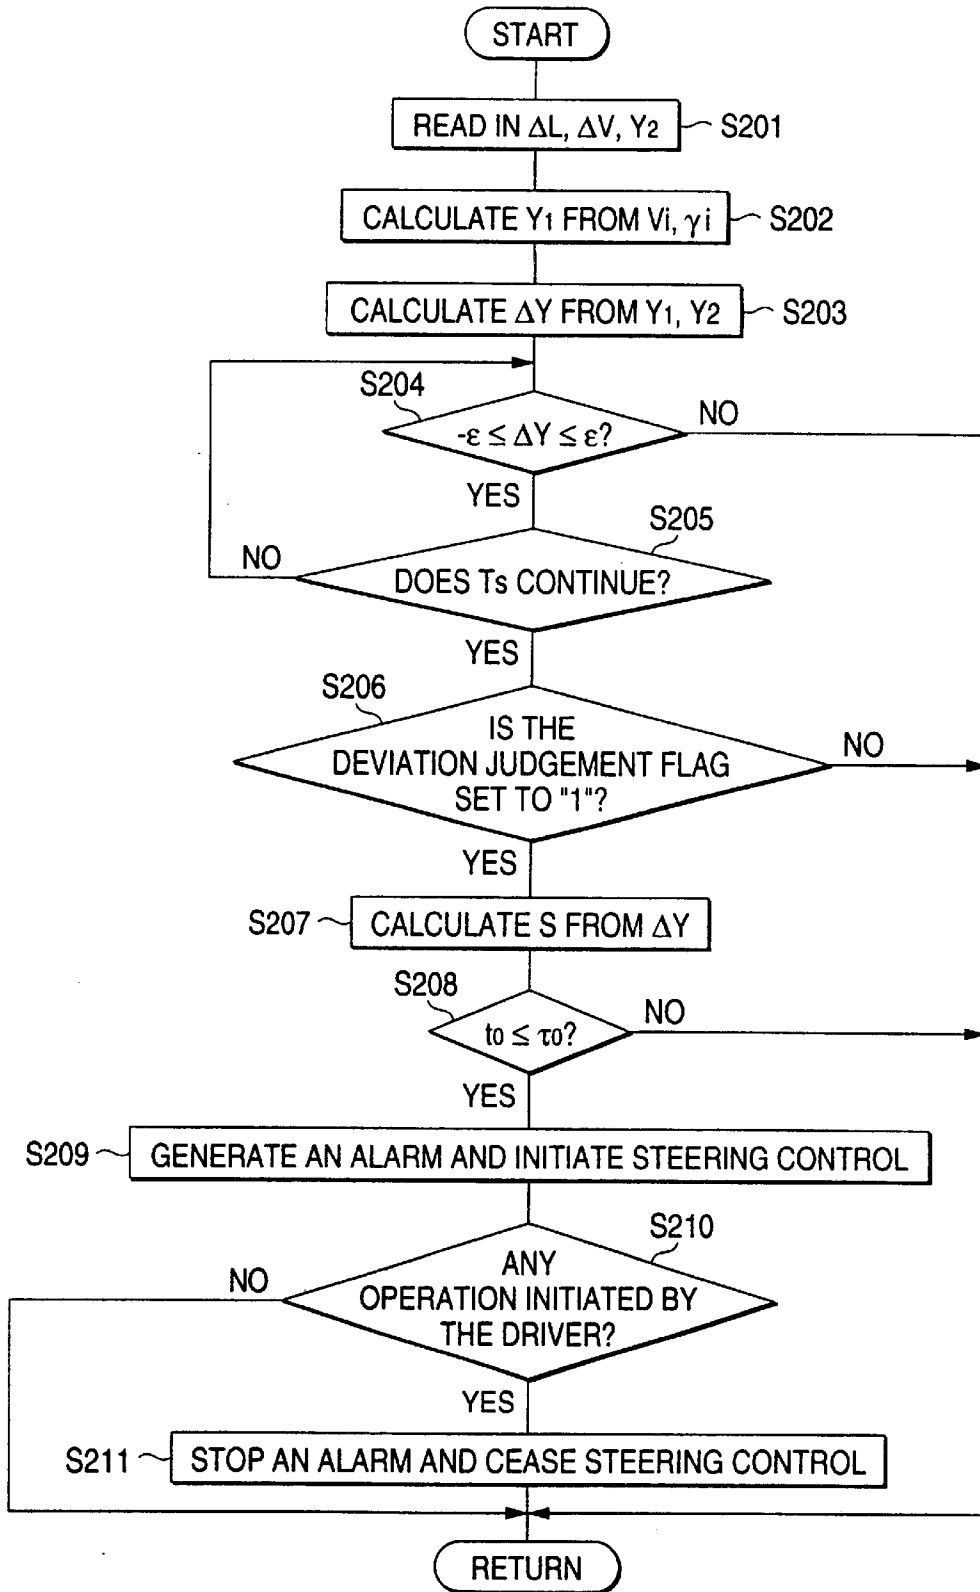 START
READ IN ΔL, ΔV, Y2
S201
CALCULATE Y1 FROM Vi, γi
S202
CALCULATE ΔY FROM Y1, Y2
S203
S204
-ε ≤ ΔY ≤ ε?
NO
YES
S205
NO
DOES Ts CONTINUE?
YES
S206
IS THE
DEVIATION JUDGEMENT FLAG
SET TO "1"?
NO
YES
S207
CALCULATE S FROM ΔY
S208
t0 ≤ τ0?
NO
YES
S209
GENERATE AN ALARM AND INITIATE STEERING CONTROL
S210
NO
ANY
OPERATION INITIATED BY
THE DRIVER?
YES
S211
STOP AN ALARM AND CEASE STEERING CONTROL
RETURN